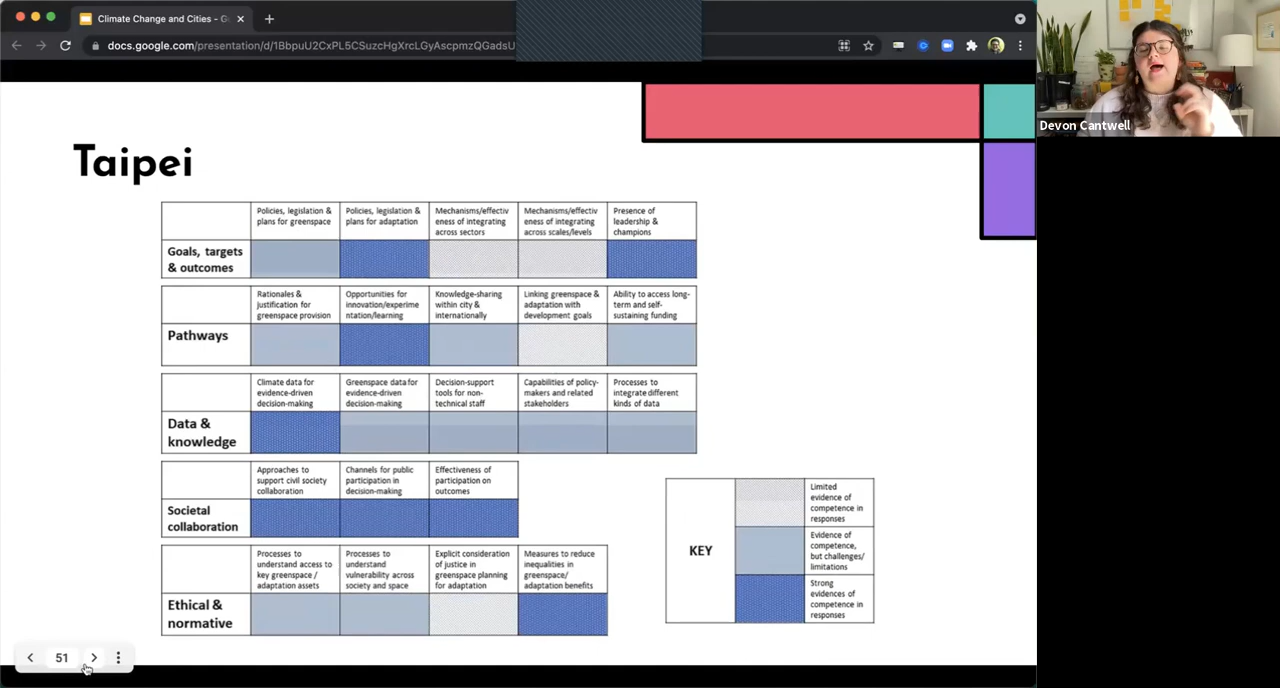 Climate Change and Cities - G
docs.google.com/presentation/d/1BbpuU2CxPL5CSuzcHgXrcLGyAscpmzQGadsU
Devon Cantwell
Taipei
Policies, legislation &
plans for greenspace
Policies, legislation &
plans for adaptation
Mechanisms/effectiv
eness of integrating
across sectors
Mechanisms/effectiv
eness of integrating
across scales/levels
Presence of
leadership &
champions
Goals, targets
& outcomes
Rationales &
justification for
greenspace provision
Opportunities for
innovation/experime
ntation/learning
Knowledge-sharing
within city &
internationally
Linking greenspace &
adaptation with
development goals
Ability to access long-
term and self-
sustaining funding
Pathways
Climate data for
evidence-driven
decision-making
Greenspace data for
evidence-driven
decision-making
Decision-support
tools for non-
technical staff
Capabilities of policy-
makers and related
stakeholders
Processes to
integrate different
kinds of data
Data &
knowledge
Approaches to
support civil society
collaboration
Channels for public
participation in
decision-making
Effectiveness of
participation on
outcomes
Societal
collaboration
Processes to
understand access to
key greenspace /
adaptation assets
Processes to
understand
vulnerability across
society and space
Explicit consideration
of justice in
greenspace planning
for adaptation
Measures to reduce
inequalities in
greenspace/
adaptation benefits
Ethical &
normative
KEY
Limited
evidence of
competence in
responses
Evidence of
competence,
but challenges/
limitations
Strong
evidences of
competence in
responses
51